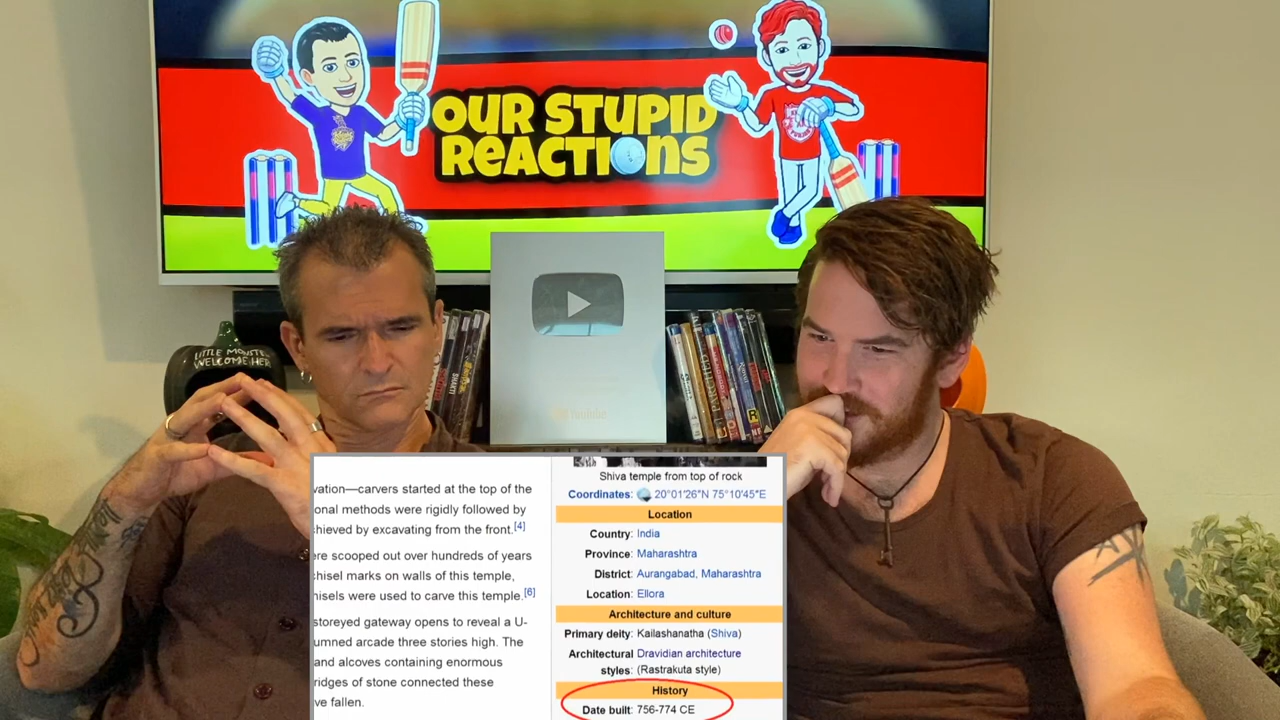 OUR STUPID
REACTIONS
LITTLE MONSTER
WELCOME HERE
BHAKTI
YouTube
vation—carvers started at the top of the
onal methods were rigidly followed by
hieved by excavating from the front.[4]
ere scooped out over hundreds of years
hisel marks on walls of this temple,
hisels were used to carve this temple.[6]
storeyed gateway opens to reveal a U-
umned arcade three stories high. The
and alcoves containing enormous
ridges of stone connected these
ve fallen.
Shiva temple from top of rock
Coordinates: 20°01′26″N 75°10′45″E
Location
Country: India
Province: Maharashtra
District: Aurangabad, Maharashtra
Location: Ellora
Architecture and culture
Primary deity: Kailashanatha (Shiva)
Architectural Dravidian architecture
styles: (Rastrakuta style)
History
Date built: 756-774 CE